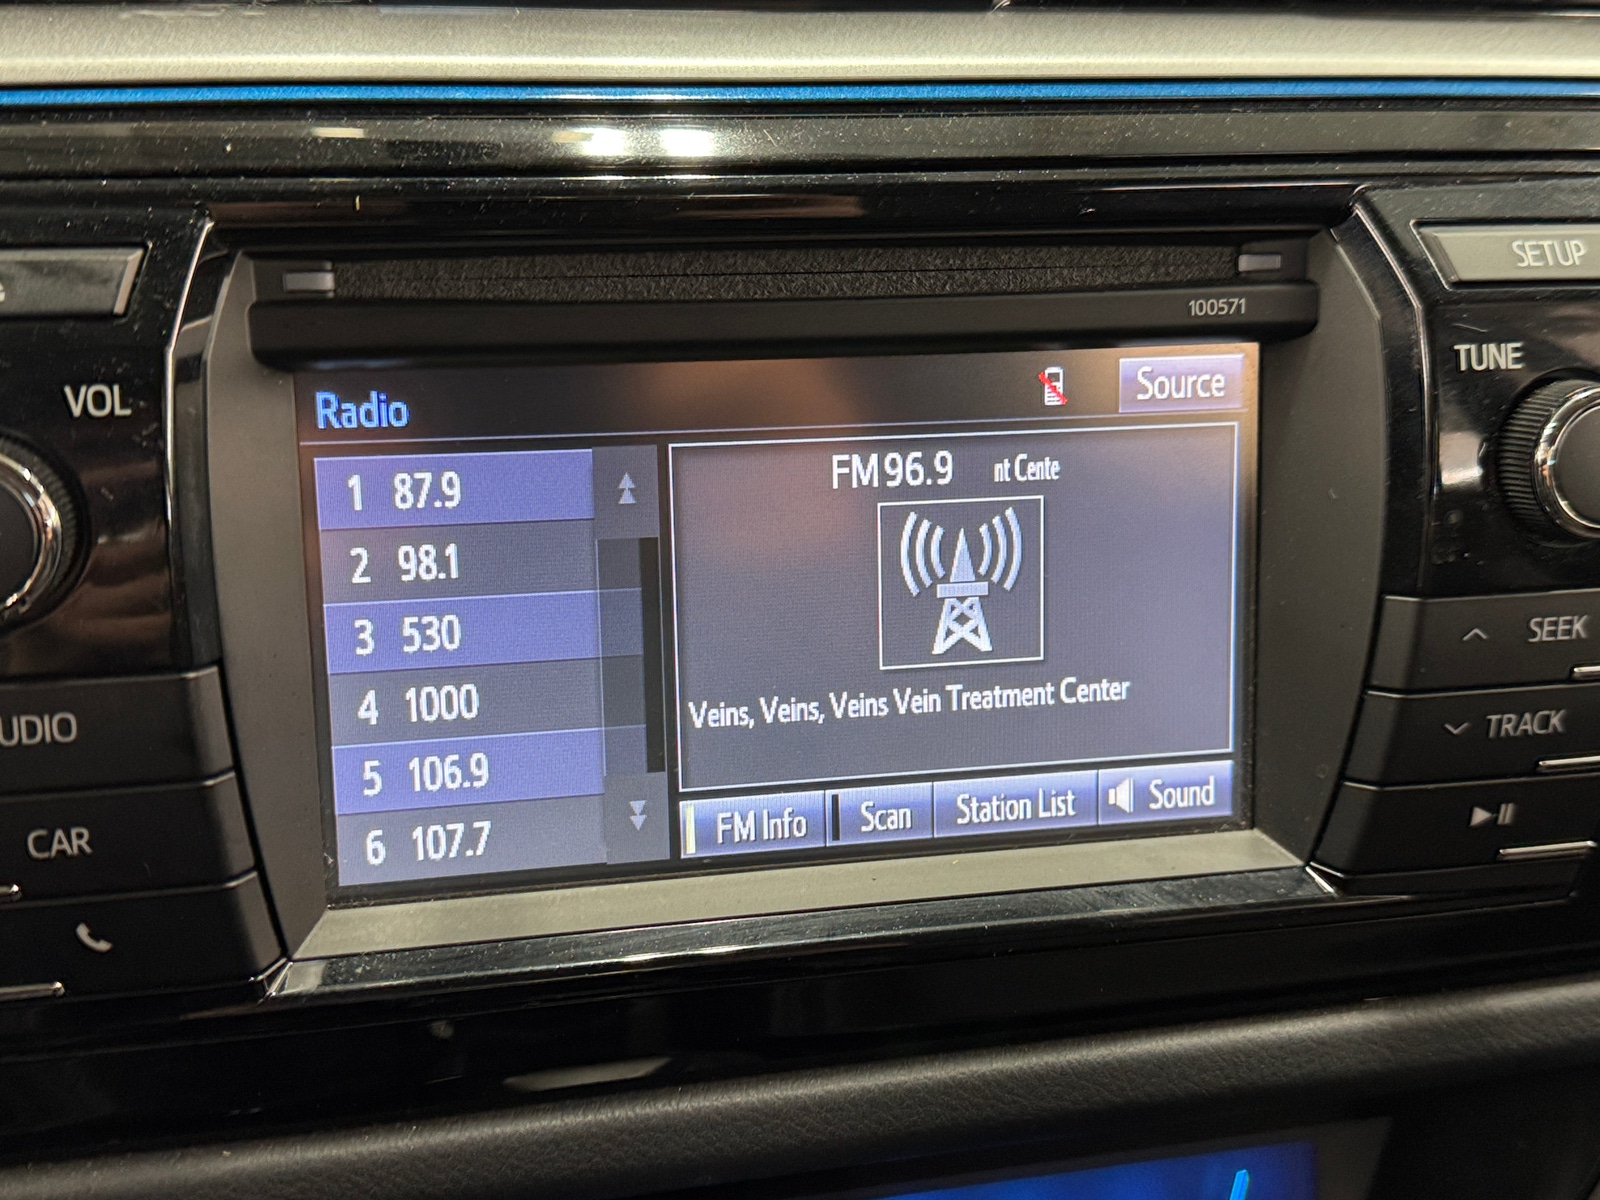 SETUP
100571
VOL
TUNE
Radio
Source
1 87.9
2 98.1
3 530
4 1000
5 106.9
6 107.7
FM 96.9 nt Cente
Veins, Veins, Veins Vein Treatment Center
FM Info
Scan
Station List
Sound
SEEK
TRACK
UDIO
CAR